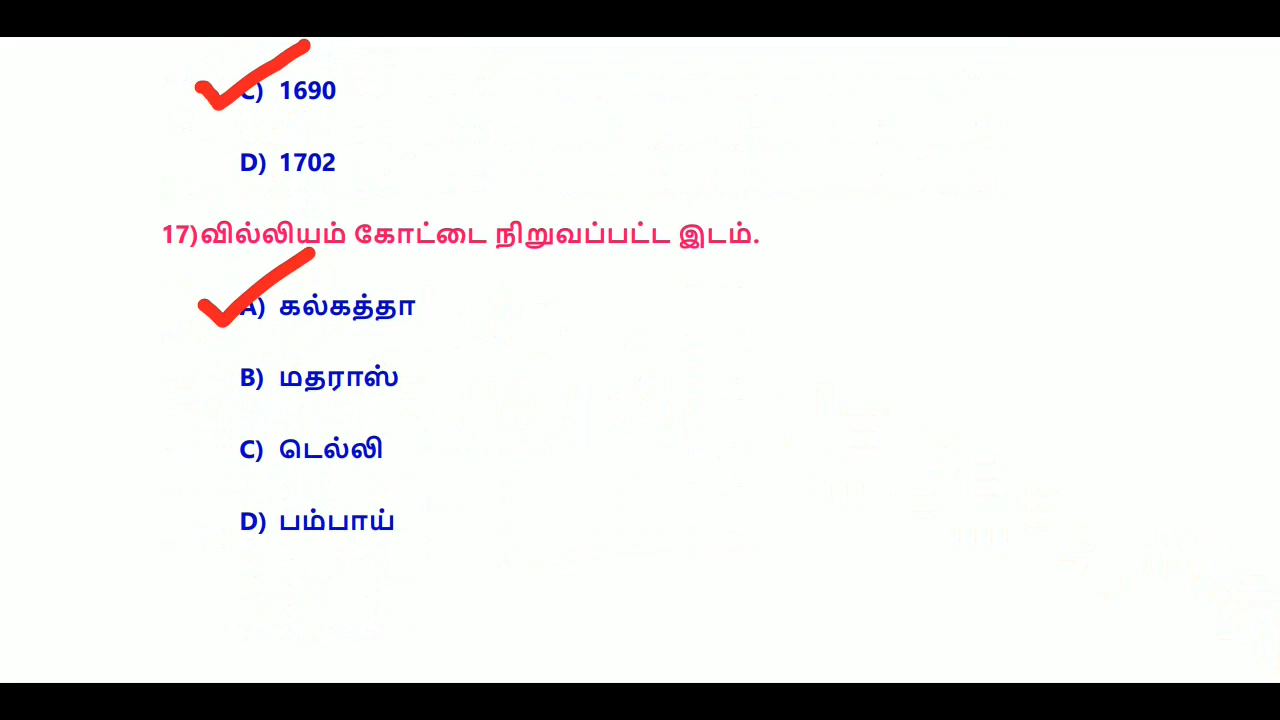 C) 1690
D) 1702
17)வில்லியம் கோட்டை நிறுவப்பட்ட இடம்.
A) கல்கத்தா
B) மதராஸ்
C) டெல்லி
D) பம்பாய்